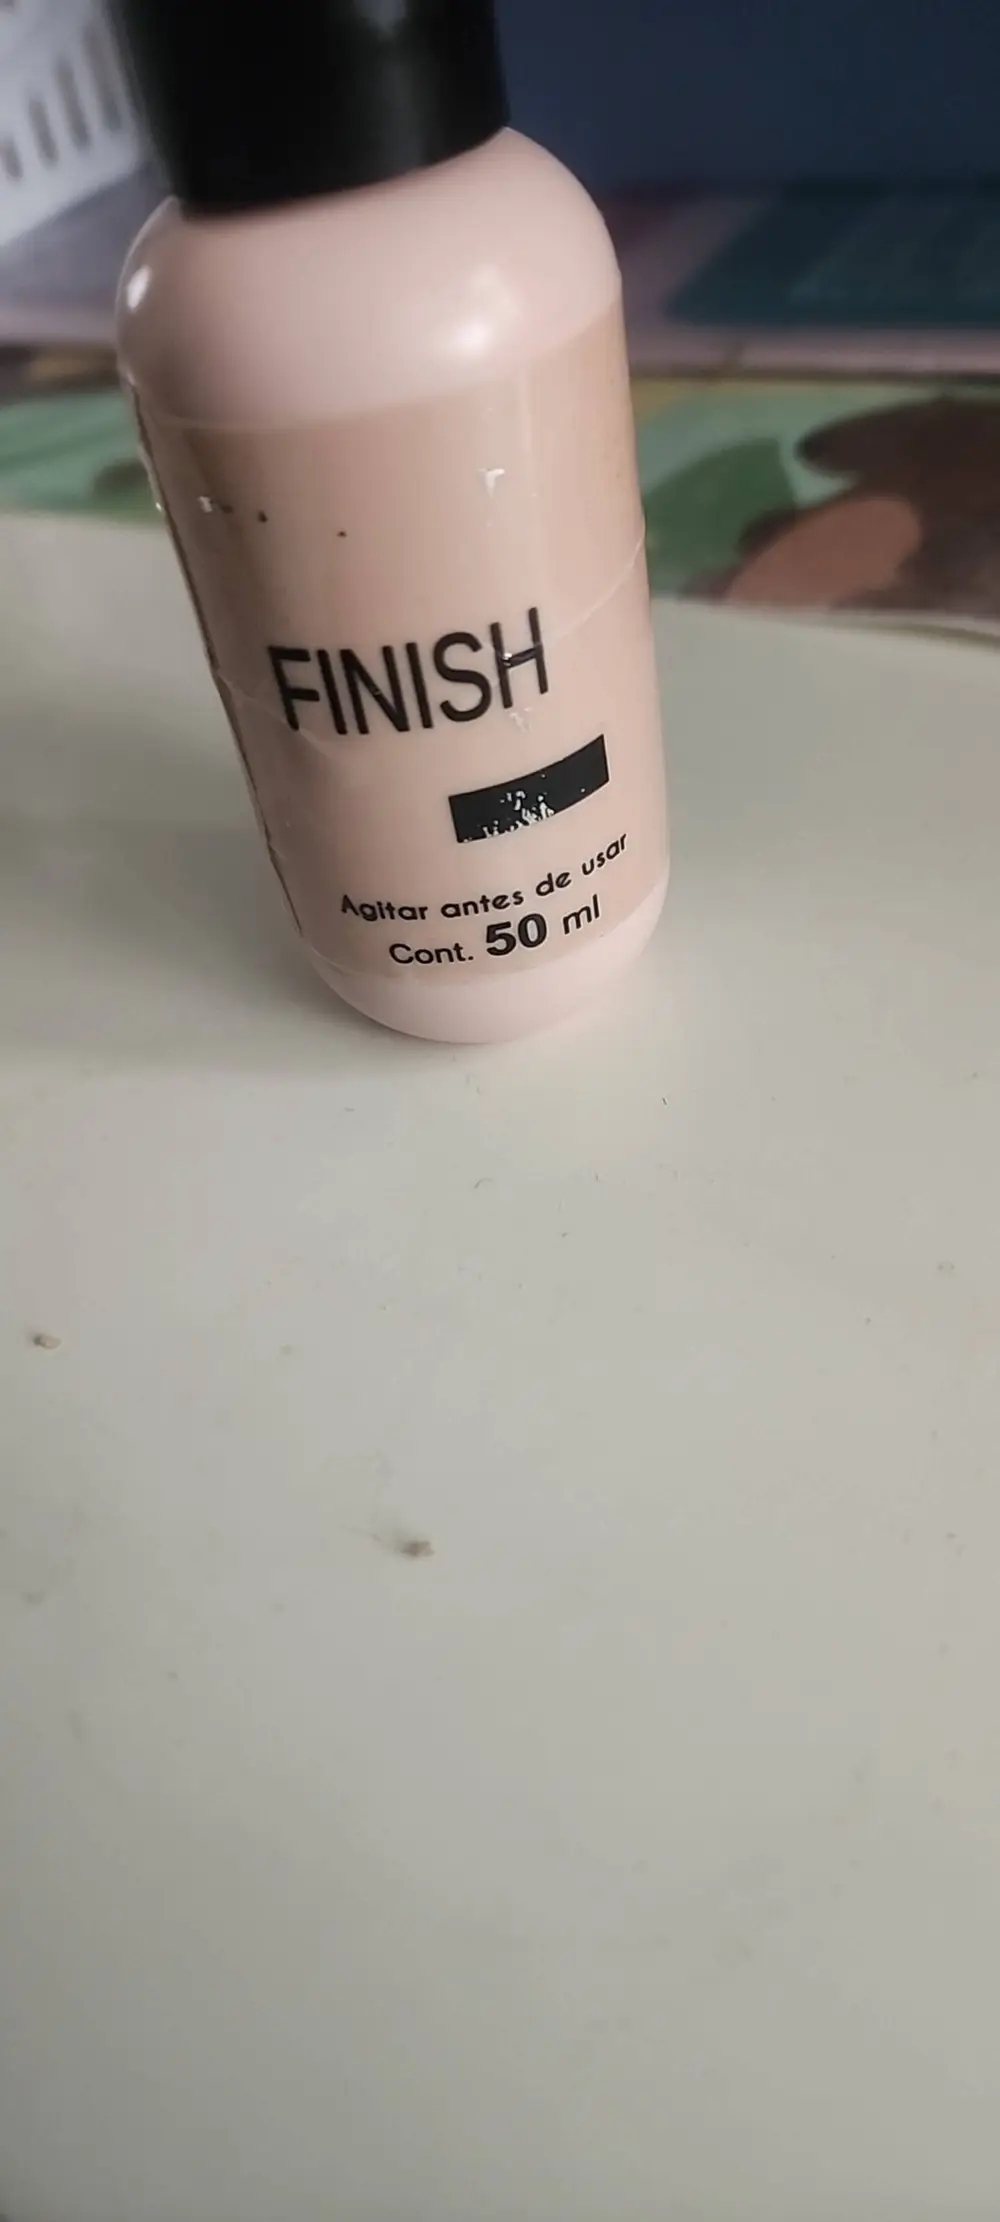 FINISH
Agitar antes de usar
Cont. 50 ml